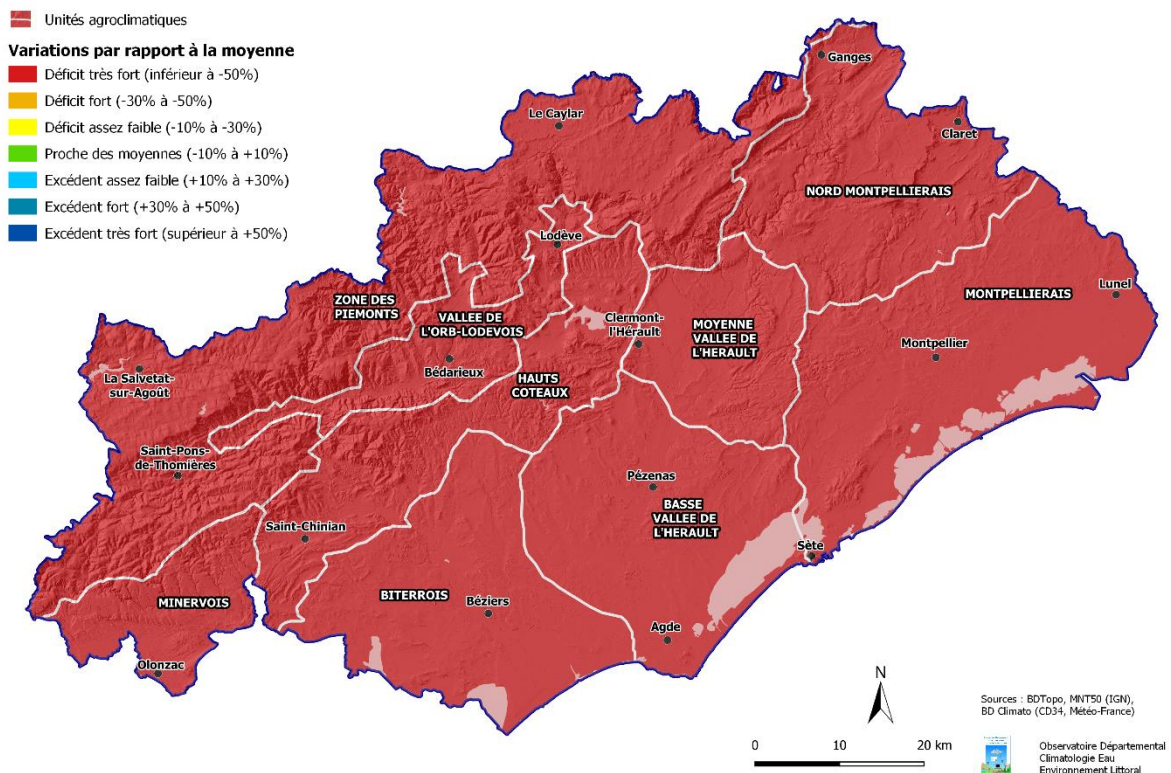 Unités agroclimatiques
Variations par rapport à la moyenne
Déficit très fort (inférieur à -50%)
Déficit fort (-30% à -50%)
Déficit assez faible (-10% à -30%)
Proche des moyennes (-10% à +10%)
Excédent assez faible (+10% à +30%)
Excédent fort (+30% à +50%)
Excédent très fort (supérieur à +50%)
Ganges
Le Caylar
Claret
NORD MONTPELLIERAIS
Lodève
ZONE DES
PIEMONTS
VALLEE DE
L'ORB-LODEVOIS
Clermont-
l'Hérault
MOYENNE
VALLEE DE
L'HERAULT
MONTPELLIERAIS
Lunel
Montpellier
La Salvetat-
sur-Agoût
Bédarieux
HAUTS
COTEAUX
Saint-Pons-
de-Thomières
Pézenas
BASSE
VALLEE DE
L'HERAULT
Saint-Chinian
Sète
MINERVOIS
BITERROIS
Béziers
Agde
Olonzac
N
0 10 20 km
Sources : BDTopo, MNT50 (IGN),
BD Climato (CD34, Météo-France)
Observatoire Départemental
Climatologie Eau
Environnement Littoral